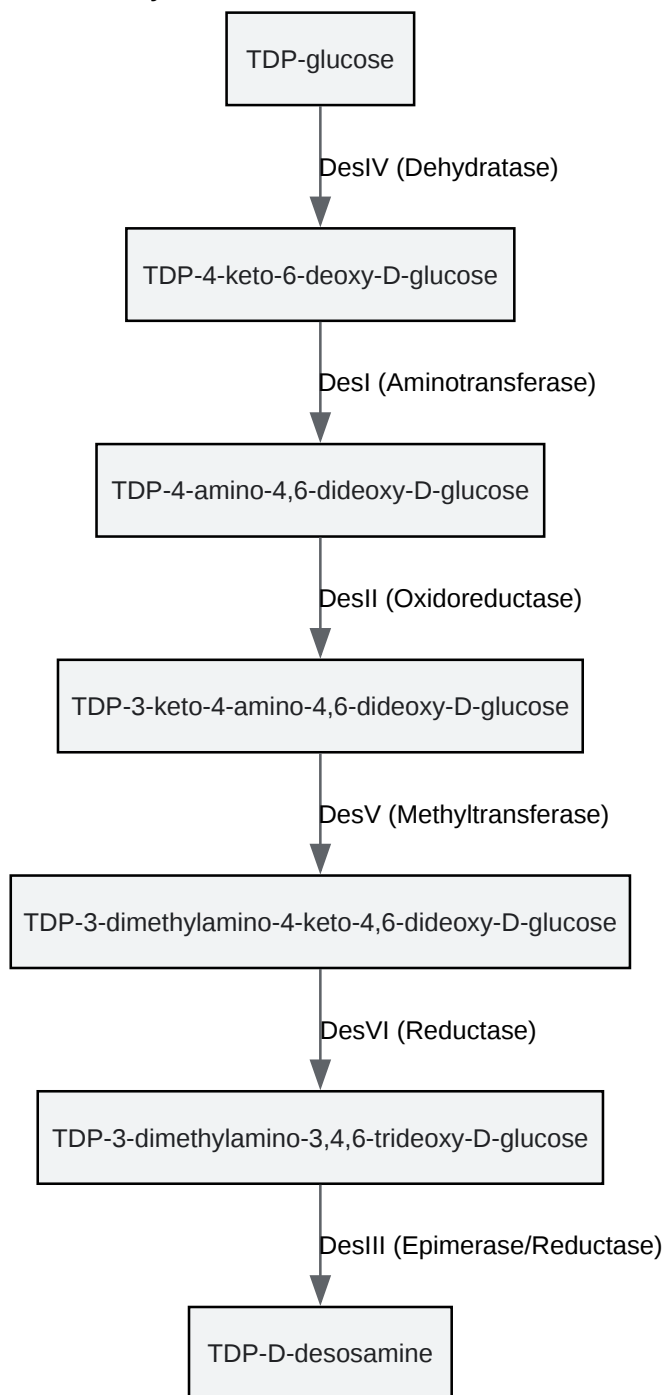 TDP-glucose
DesIV (Dehydratase)
TDP-4-keto-6-deoxy-D-glucose
DesI (Aminotransferase)
TDP-4-amino-4,6-dideoxy-D-glucose
DesII (Oxidoreductase)
TDP-3-keto-4-amino-4,6-dideoxy-D-glucose
DesV (Methyltransferase)
TDP-3-dimethylamino-4-keto-4,6-dideoxy-D-glucose
DesVI (Reductase)
TDP-3-dimethylamino-3,4,6-trideoxy-D-glucose
DesIII (Epimerase/Reductase)
TDP-D-desosamine